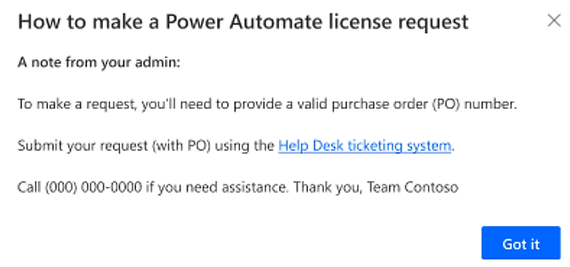 How to make a Power Automate license request
A note from your admin:
To make a request, you'll need to provide a valid purchase order (PO) number.
Submit your request (with PO) using the Help Desk ticketing system.
Call (000) 000-0000 if you need assistance. Thank you, Team Contoso
Got it